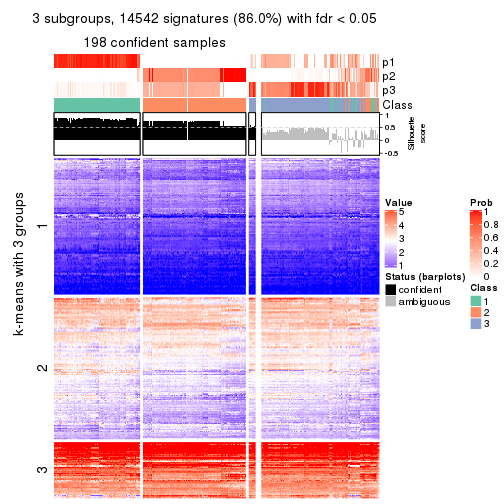 3 subgroups, 14542 signatures (86.0%) with fdr < 0.05
198 confident samples
p1
p2
p3
Class
1
0.5
0
-0.5
Silhouette
score
k-means with 3 groups
1
2
3
Value
5
4
3
2
1
Status (barplots)
confident
ambiguous
Prob
1
0.8
0.6
0.4
0.2
0
Class
1
2
3